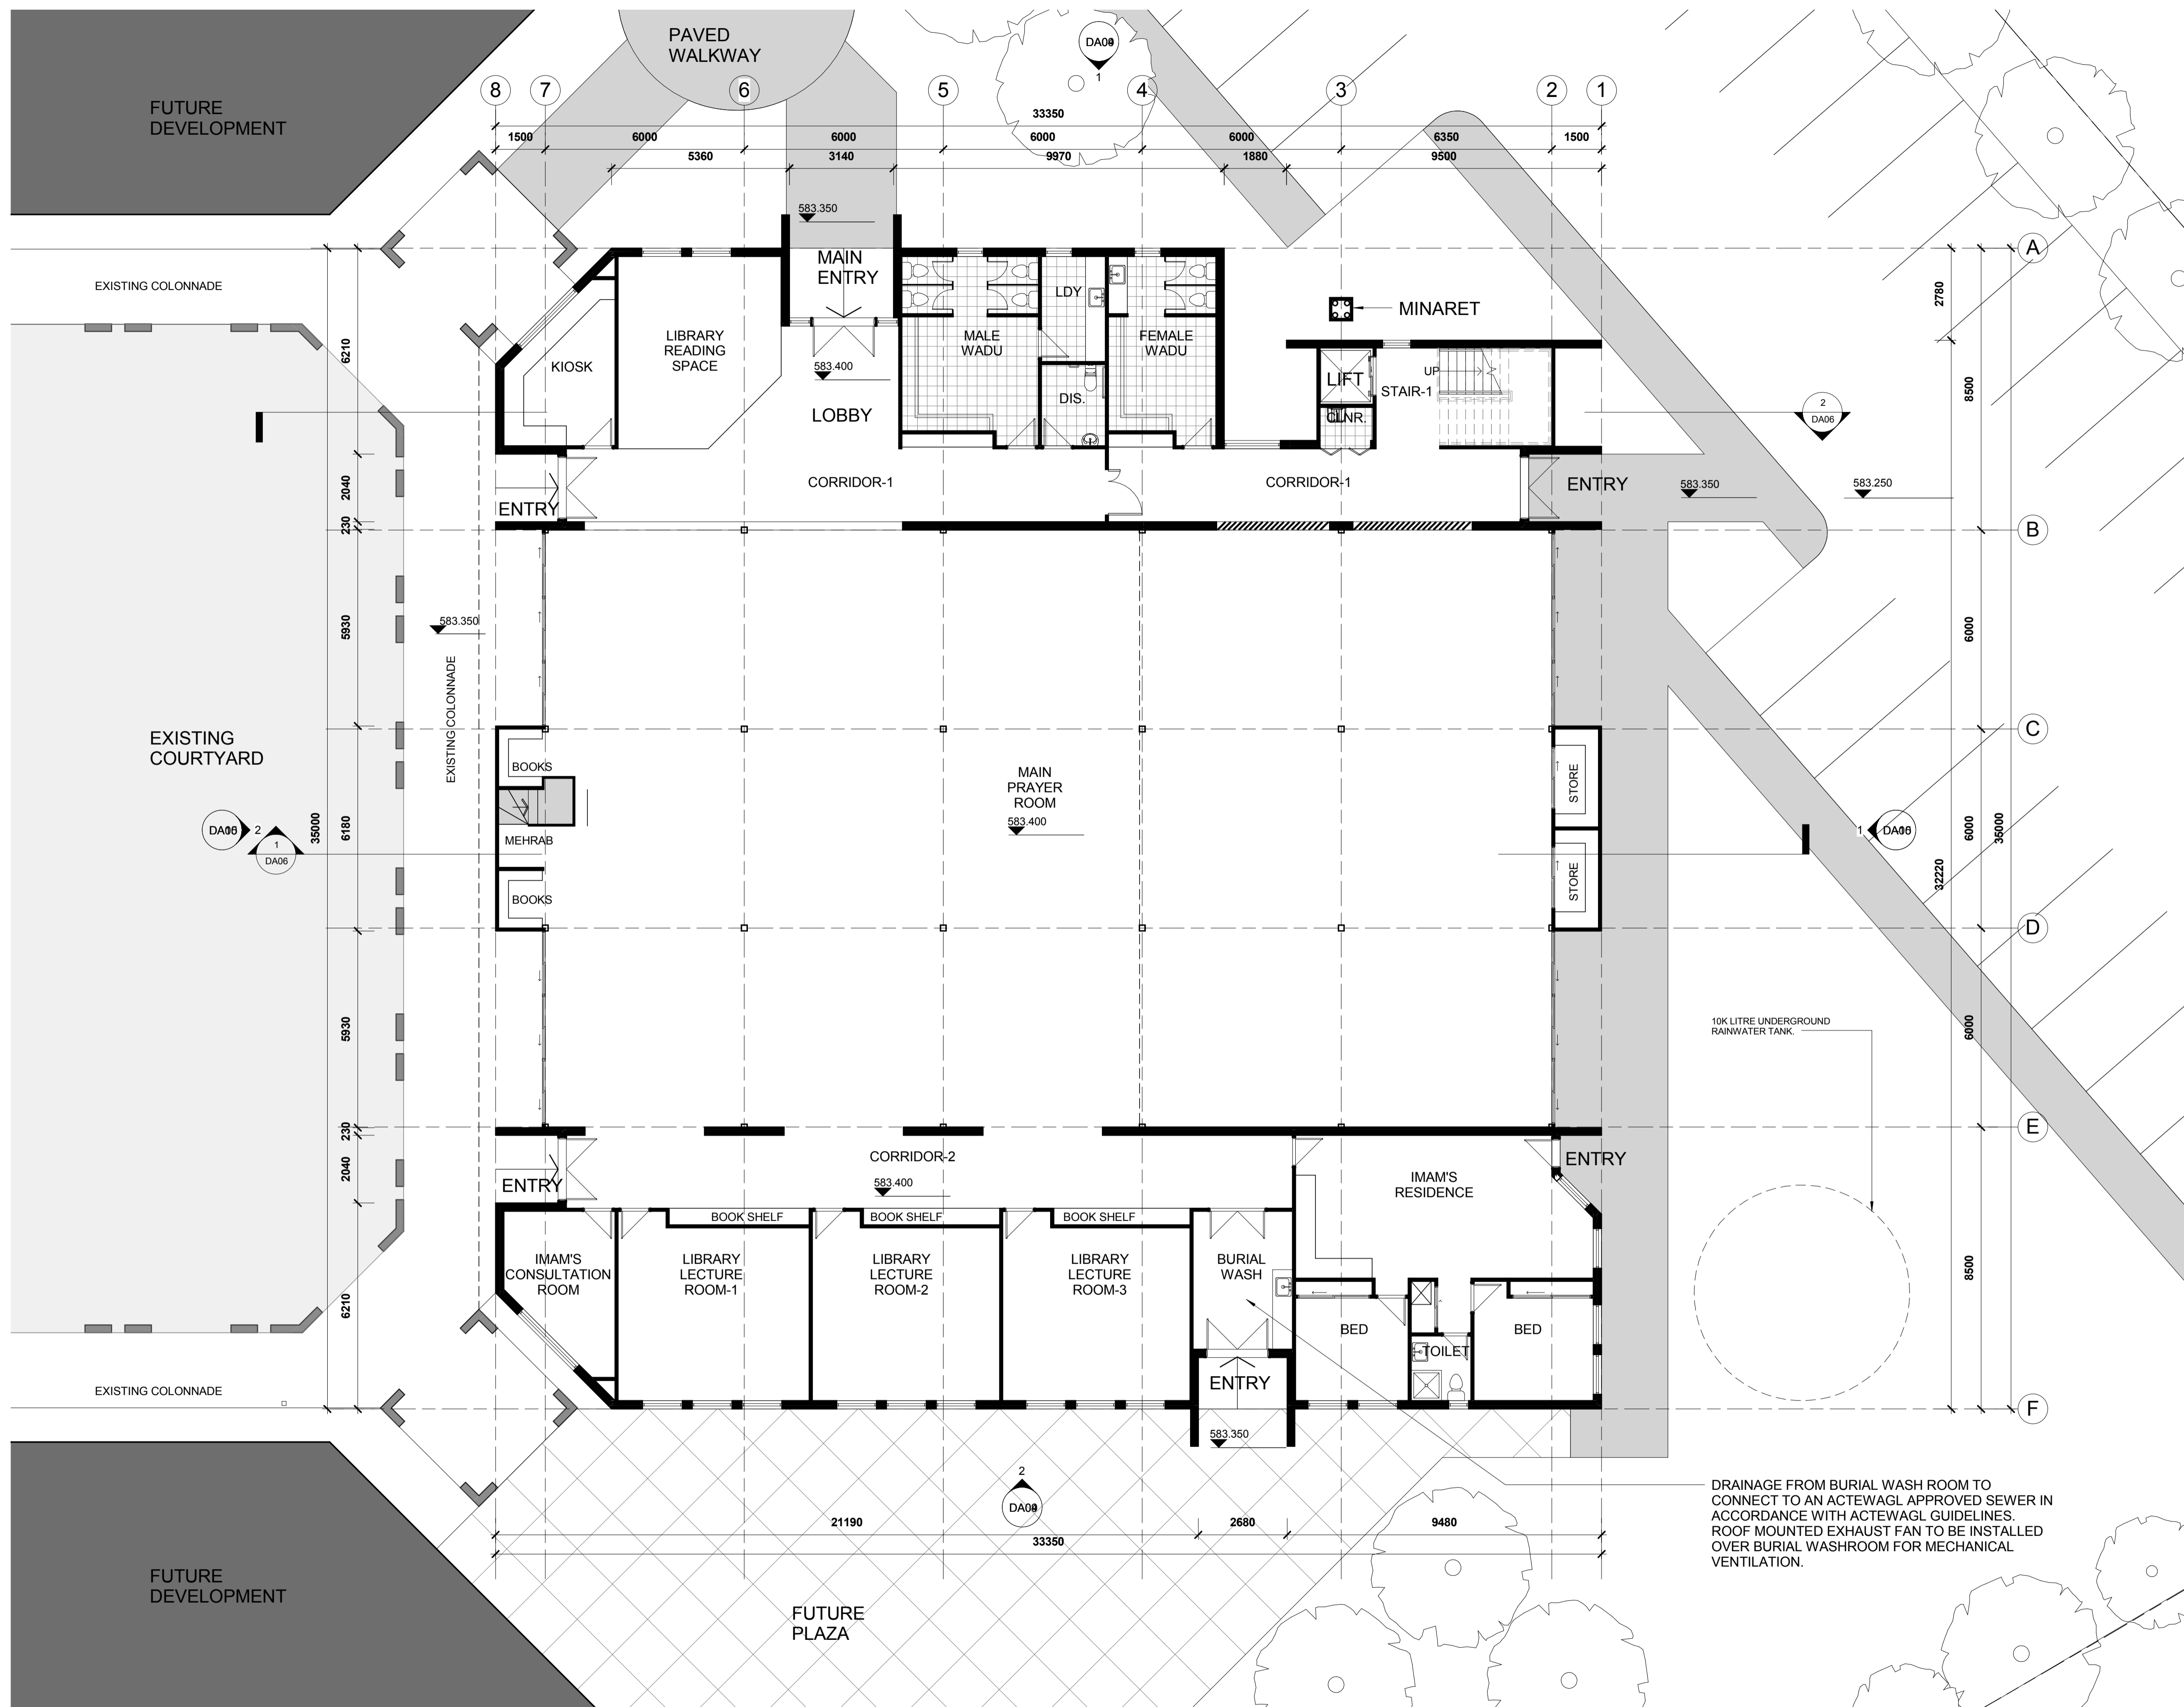 PAVED
WALKWAY
DA09
1
FUTURE
DEVELOPMENT
8
7
6
5
4
3
2
1
33350
1500
6000
6000
6000
6000
6350
1500
5360
3140
9970
1880
9500
583.350
MAIN
ENTRY
A
EXISTING COLONNADE
LDY
2780
MINARET
6210
LIBRARY
READING
SPACE
MALE
WADU
FEMALE
WADU
KIOSK
583.400
LIFT
UP
STAIR-1
8500
DIS.
LOBBY
CLNR.
2
DA06
2040
CORRIDOR-1
CORRIDOR-1
ENTRY
ENTRY
583.350
583.250
230
B
5930
583.350
6000
EXISTING COLONNADE
C
EXISTING
COURTYARD
BOOKS
MAIN
PRAYER
ROOM
583.400
STORE
2
1
DA06
35000
6180
MEHRAB
6000
35000
1
32220
BOOKS
STORE
D
5930
6000
10K LITRE UNDERGROUND
RAINWATER TANK.
230
E
2040
CORRIDOR-2
583.400
ENTRY
ENTRY
IMAM'S
RESIDENCE
BOOK SHELF
BOOK SHELF
BOOK SHELF
8500
6210
IMAM'S
CONSULTATION
ROOM
LIBRARY
LECTURE
ROOM-1
LIBRARY
LECTURE
ROOM-2
LIBRARY
LECTURE
ROOM-3
BURIAL
WASH
BED
TOILET
BED
EXISTING COLONNADE
ENTRY
F
583.350
2
21190
2680
9480
33350
DRAINAGE FROM BURIAL WASH ROOM TO
CONNECT TO AN ACTEWAGL APPROVED SEWER IN
ACCORDANCE WITH ACTEWAGL GUIDELINES.
ROOF MOUNTED EXHAUST FAN TO BE INSTALLED
OVER BURIAL WASHROOM FOR MECHANICAL
VENTILATION.
FUTURE
DEVELOPMENT
FUTURE
PLAZA